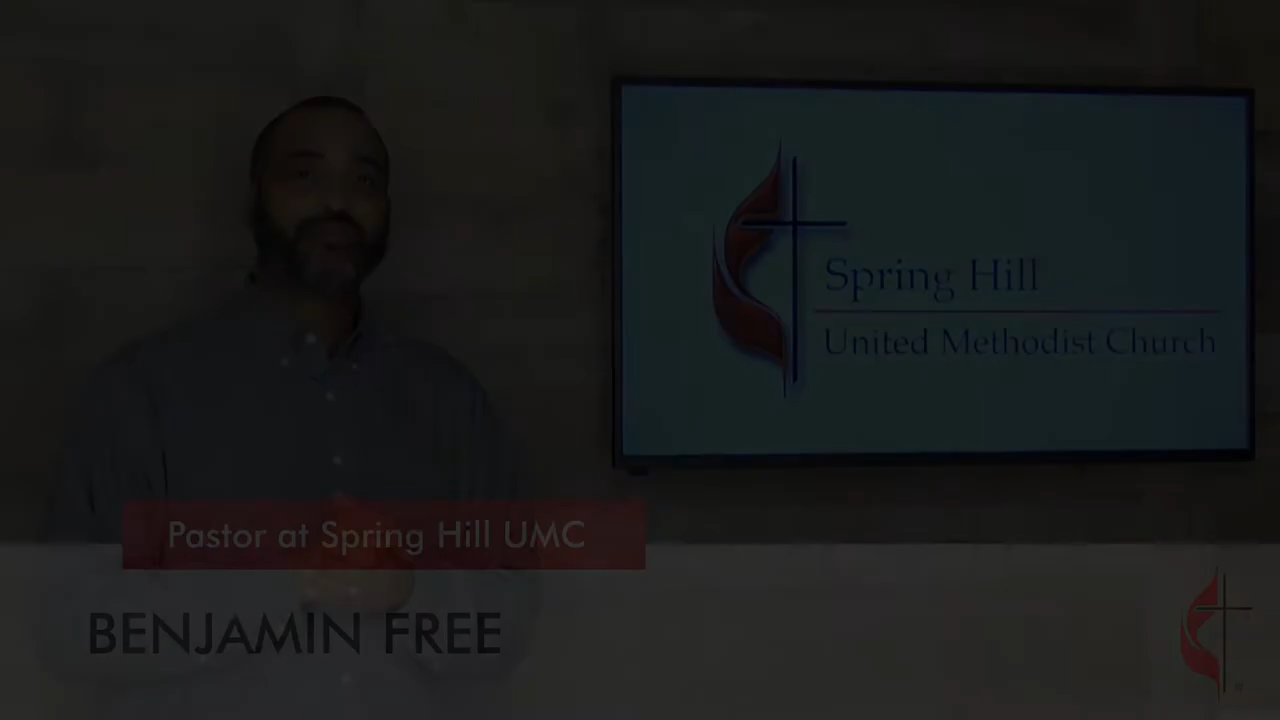 Spring Hill
United Methodist Church
Pastor at Spring Hill UMC
BENJAMIN FREE